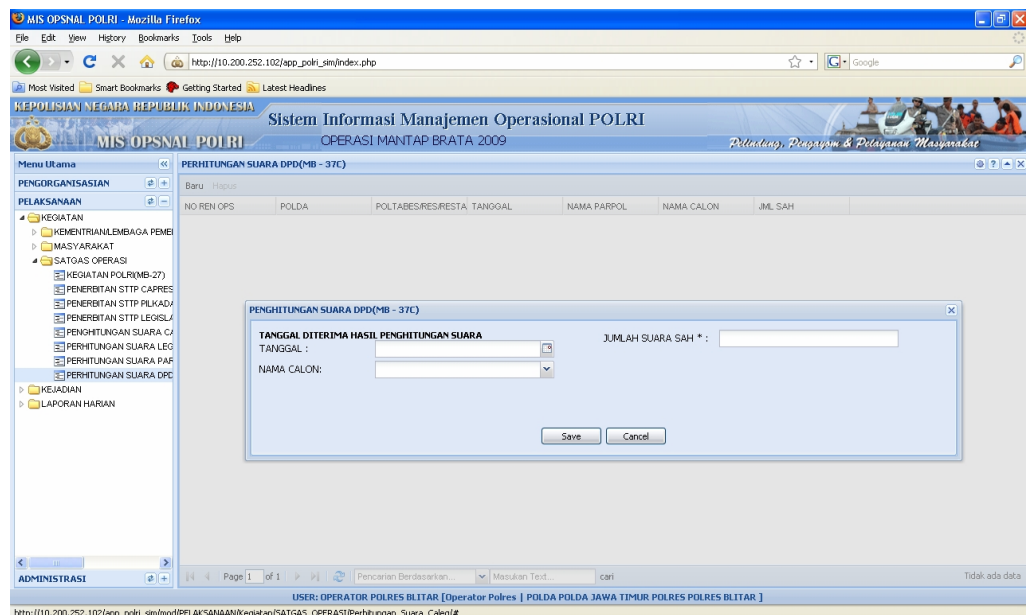 MIS OPSNAL POLRI - Mozilla Firefox
File Edit View History Bookmarks Tools Help
http://10.200.252.102/app_polri_sim/index.php
Google
Most Visited Smart Bookmarks Getting Started Latest Headlines
KEPOLISIAN NEGARA REPUBLIK INDONESIA
MIS OPSNAL POLRI
Sistem Informasi Manajemen Operasional POLRI
OPERASI MANTAP BRATA 2009
Pelindung, Pengayom & Pelayanan Masyarakat
Menu Utama
PERHITUNGAN SUARA DPD(MB - 37C)
PENGORGANISASIAN
Baru Hapus
PELAKSANAAN
NO REN OPS POLDA POLTABES/RES/RESTA TANGGAL NAMA PARPOL NAMA CALON JML SAH
KEGIATAN
KEMENTRIAN/LEMBAGA PEME
MASYARAKAT
SATGAS OPERASI
KEGIATAN POLRI(MB-27)
PENERBITAN STTP CAPRES
PENERBITAN STTP PILKADA
PENERBITAN STTP LEGISLA
PENGHITUNGAN SUARA CA
PERHITUNGAN SUARA LEG
PERHITUNGAN SUARA PAR
PERHITUNGAN SUARA DPD
KEJADIAN
LAPORAN HARIAN
PENGHITUNGAN SUARA DPD(MB - 37C)
TANGGAL DITERIMA HASIL PENGHITUNGAN SUARA
TANGGAL :
NAMA CALON:
JUMLAH SUARA SAH * :
Save Cancel
ADMINISTRASI
Page 1 of 1 Pencarian Berdasarkan... Masukan Text... cari Tidak ada data
USER: OPERATOR POLRES BLITAR [Operator Polres | POLDA POLDA JAWA TIMUR POLRES POLRES BLITAR ]
http://10.200.252.102/app_polri_sim/mod/PELAKSANAAN/Kegiatan/SATGAS_OPERASI/Perhitungan_Suara_Caleg/#